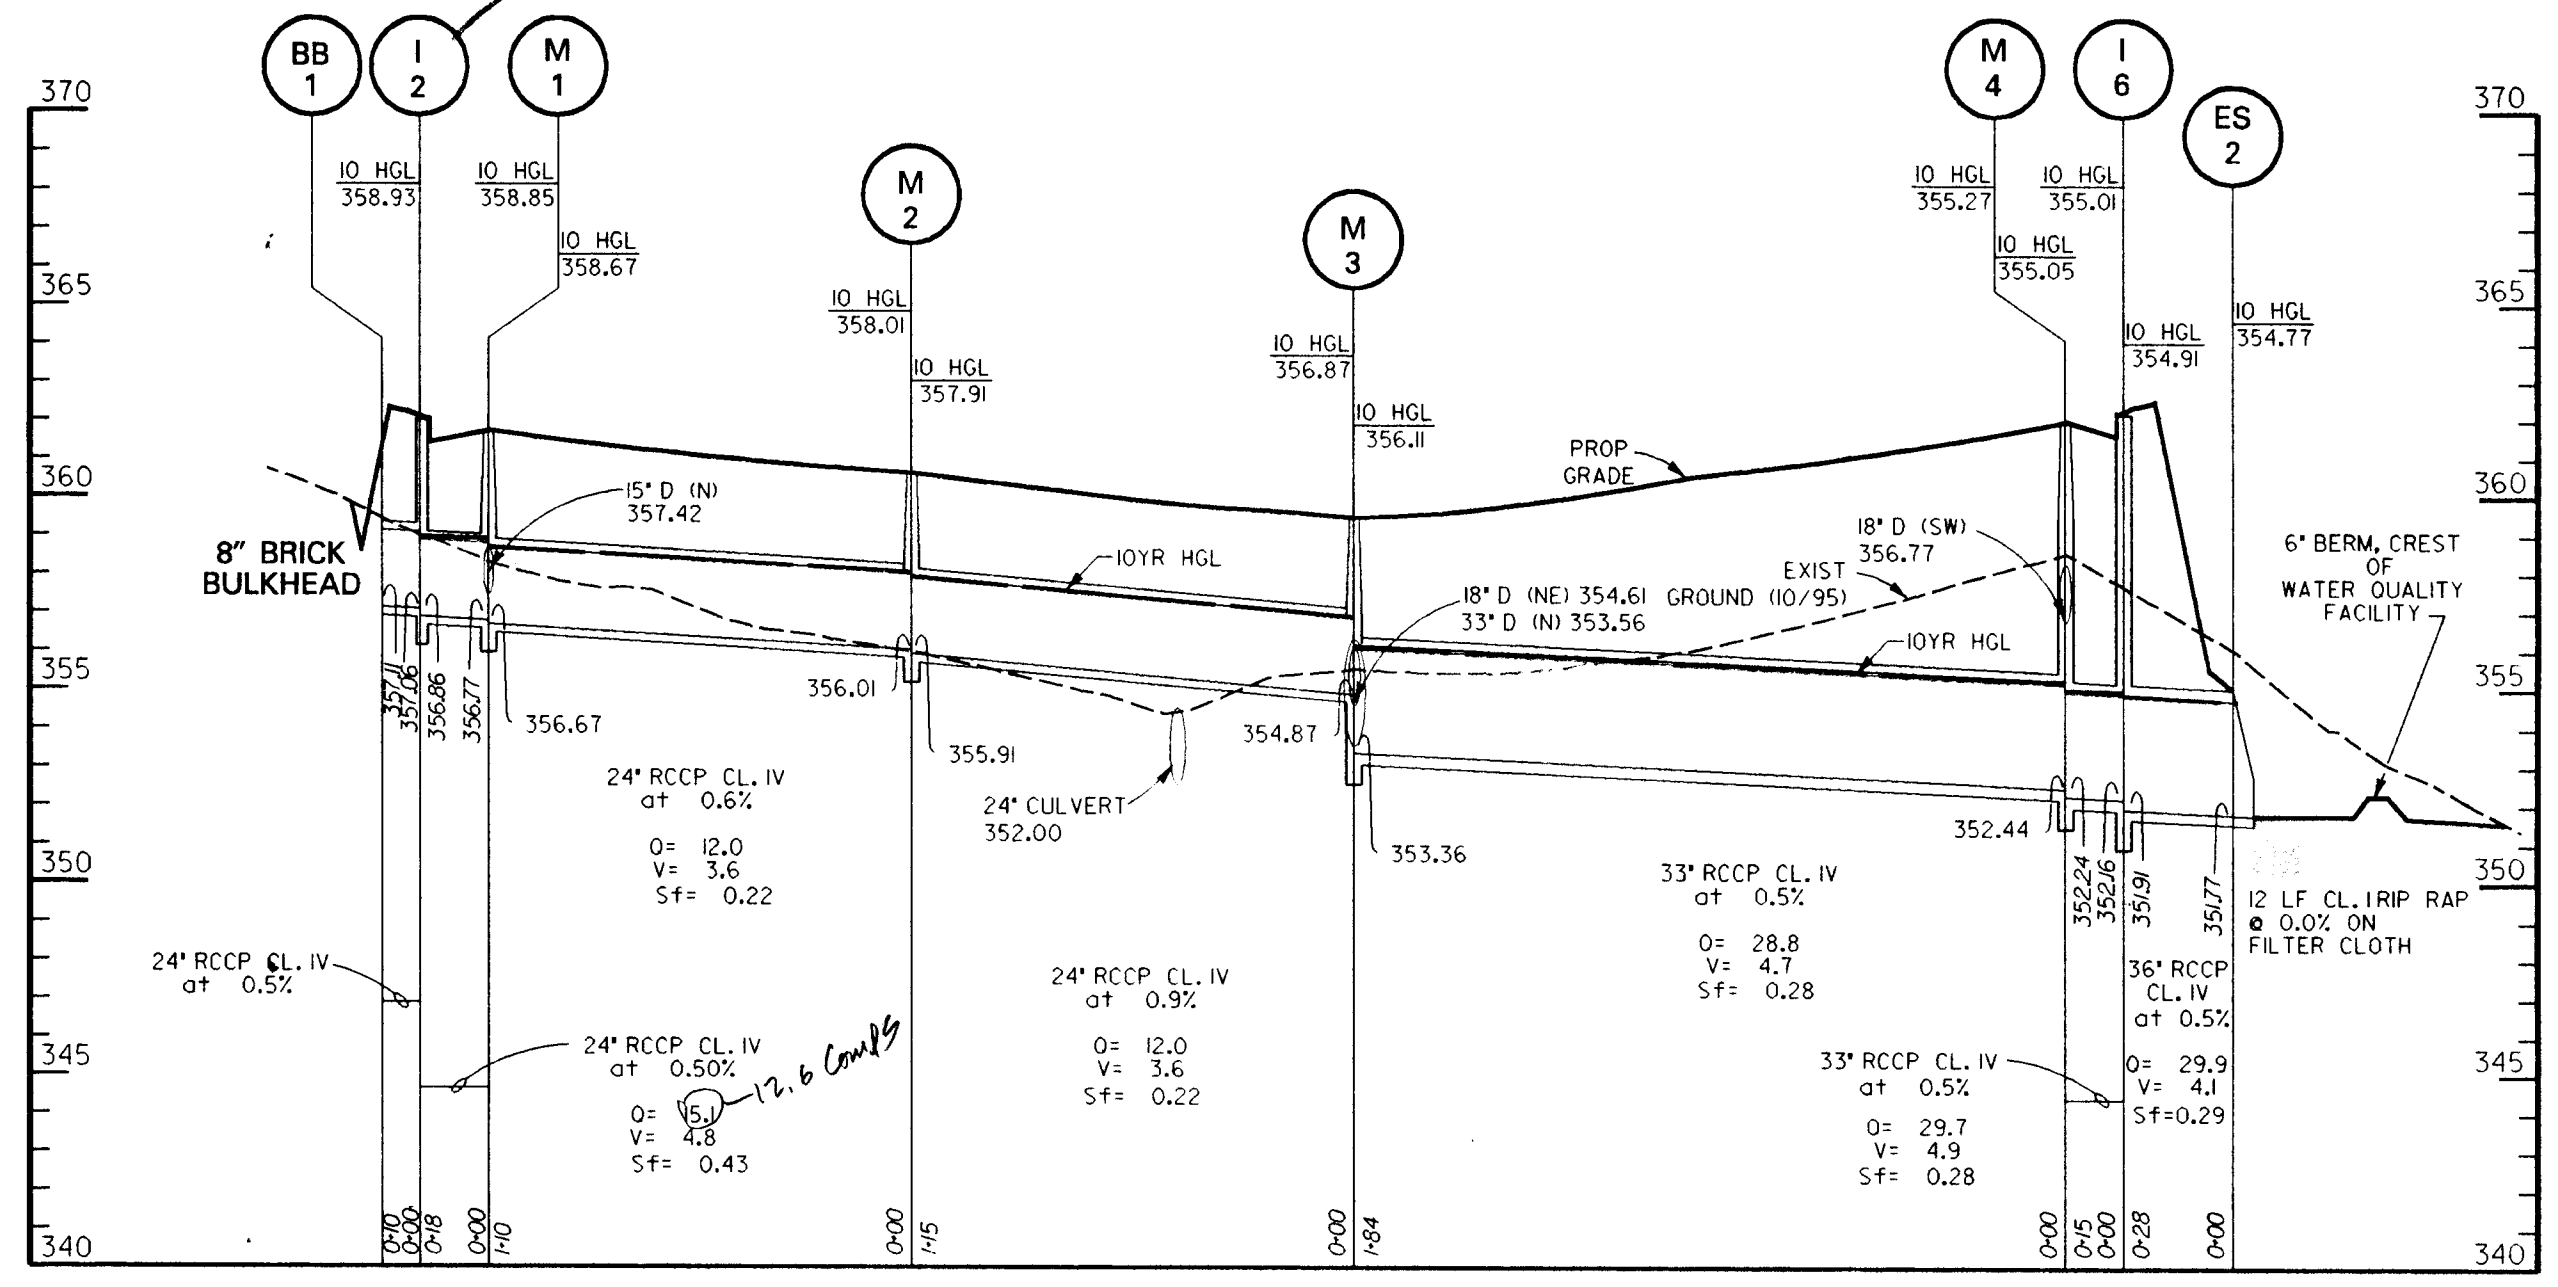 BB
1
I
2
M
1
M
2
M
3
M
4
I
6
ES
2
370
365
360
355
350
345
340
370
365
360
355
350
345
340
10 HGL
358.93
10 HGL
358.85
10 HGL
358.67
10 HGL
358.01
10 HGL
357.91
10 HGL
356.87
10 HGL
356.11
10 HGL
355.27
10 HGL
355.05
10 HGL
355.01
10 HGL
354.91
10 HGL
354.77
8" BRICK
BULKHEAD
15" D (N)
357.42
10YR HGL
PROP
GRADE
18" D (SW)
356.77
EXIST
GROUND (10/95)
18" D (NE) 354.61
33" D (N) 353.56
10YR HGL
6" BERM, CREST
OF
WATER QUALITY
FACILITY
357.11
357.06
356.86
356.77
356.67
356.01
355.91
354.87
353.36
352.44
352.24
352.16
351.91
351.77
24" CULVERT
352.00
24" RCCP CL. IV
at 0.6%
Q= 12.0
V= 3.6
Sf= 0.22
24" RCCP CL. IV
at 0.5%
24" RCCP CL. IV
at 0.50%
Q= 15.1
V= 4.8
Sf= 0.43
12.6 Comps
24" RCCP CL. IV
at 0.9%
Q= 12.0
V= 3.6
Sf= 0.22
33" RCCP CL. IV
at 0.5%
Q= 28.8
V= 4.7
Sf= 0.28
33" RCCP CL. IV
at 0.5%
Q= 29.7
V= 4.9
Sf= 0.28
12 LF CL. I RIP RAP
@ 0.0% ON
FILTER CLOTH
36" RCCP
CL. IV
at 0.5%
Q= 29.9
V= 4.1
Sf=0.29
0+10
0+00
0+18
0+00
1+10
0+00
1+15
0+00
1+84
0+00
0+15
0+00
0+28
0+00